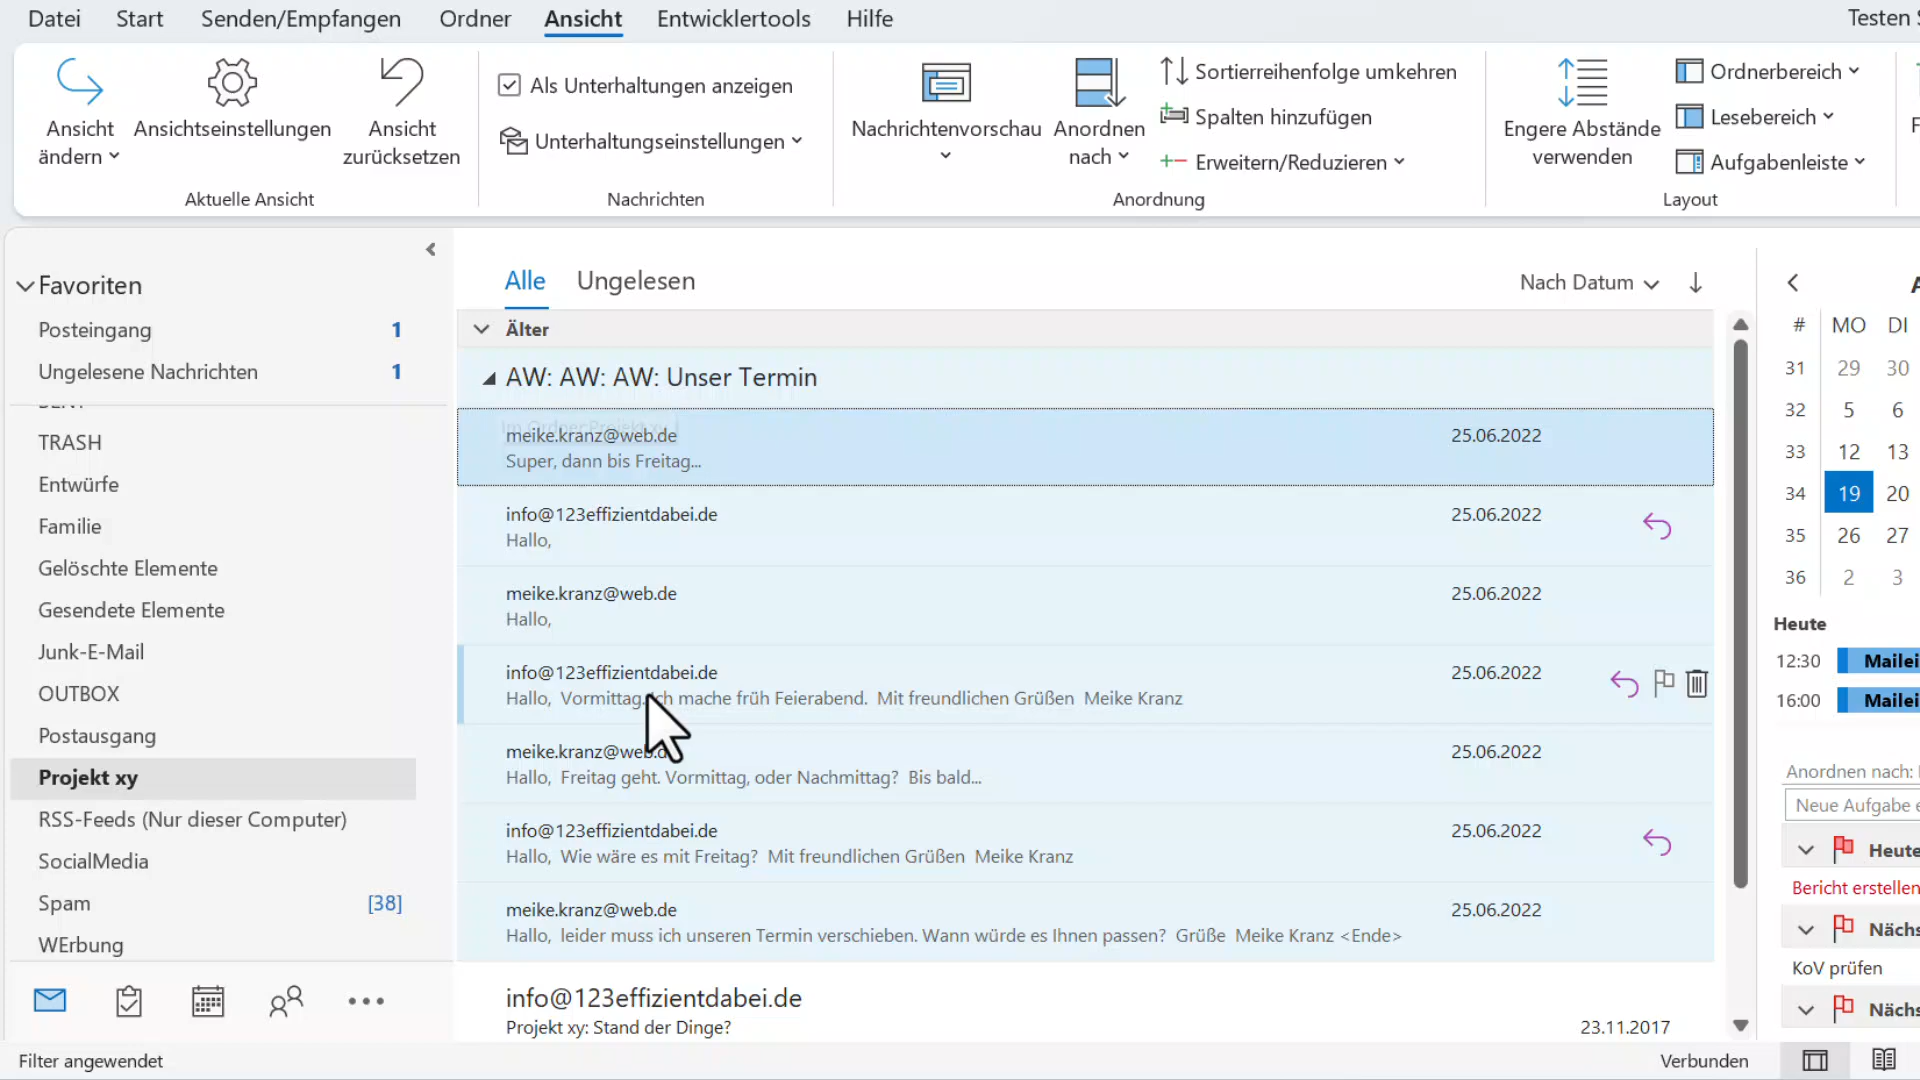 Datei Start Senden/Empfangen Ordner Ansicht Entwicklertools Hilfe Testen
Ansicht ändern
Ansichtseinstellungen
Ansicht zurücksetzen
Aktuelle Ansicht
Als Unterhaltungen anzeigen
Unterhaltungseinstellungen
Nachrichten
Nachrichtenvorschau
Anordnen nach
Sortierreihenfolge umkehren
Spalten hinzufügen
Erweitern/Reduzieren
Anordnung
Engere Abstände verwenden
Ordnerbereich
Lesebereich
Aufgabenleiste
Layout
Favoriten
Posteingang 1
Ungelesene Nachrichten 1
TRASH
Entwürfe
Familie
Gelöschte Elemente
Gesendete Elemente
Junk-E-Mail
OUTBOX
Postausgang
Projekt xy
RSS-Feeds (Nur dieser Computer)
SocialMedia
Spam [38]
WErbung
Alle Ungelesen Nach Datum
Älter
AW: AW: AW: Unser Termin
meike.kranz@web.de 25.06.2022
Super, dann bis Freitag...
info@123effizientdabei.de 25.06.2022
Hallo,
meike.kranz@web.de 25.06.2022
Hallo,
info@123effizientdabei.de 25.06.2022
Hallo, Vormittag. Ich mache früh Feierabend. Mit freundlichen Grüßen Meike Kranz
meike.kranz@web.de 25.06.2022
Hallo, Freitag geht. Vormittag, oder Nachmittag? Bis bald...
info@123effizientdabei.de 25.06.2022
Hallo, Wie wäre es mit Freitag? Mit freundlichen Grüßen Meike Kranz
meike.kranz@web.de 25.06.2022
Hallo, leider muss ich unseren Termin verschieben. Wann würde es Ihnen passen? Grüße Meike Kranz <Ende>
info@123effizientdabei.de
Projekt xy: Stand der Dinge? 23.11.2017
# MO DI
31 29 30
32 5 6
33 12 13
34 19 20
35 26 27
36 2 3
Heute
12:30 Mailei
16:00 Mailei
Anordnen nach:
Neue Aufgabe
Heute
Bericht erstellen
Nächs
KoV prüfen
Nächs
Filter angewendet Verbunden